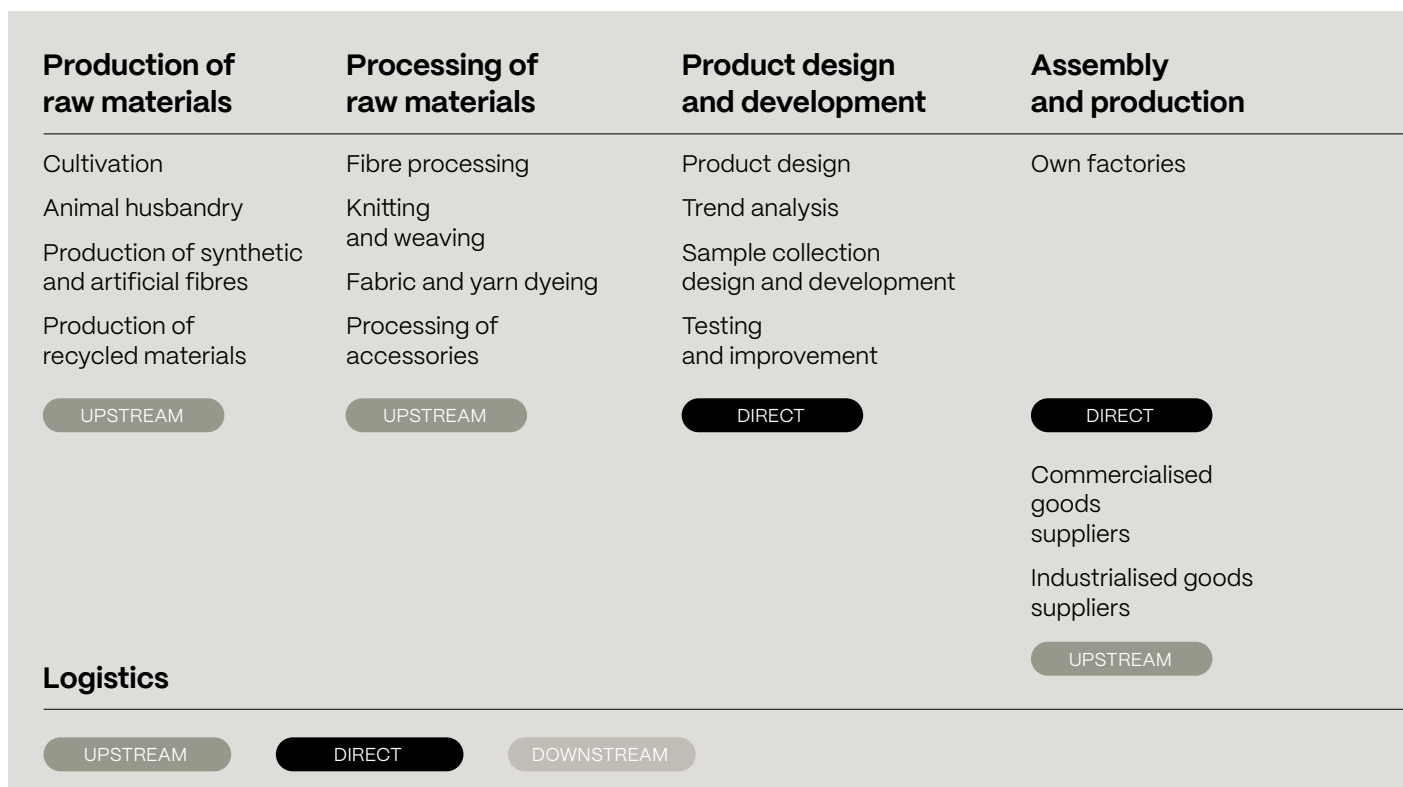 Production of
raw materials
Cultivation
Animal husbandry
Production of synthetic
and artificial fibres
Production of
recycled materials
UPSTREAM
Processing of
raw materials
Fibre processing
Knitting
and weaving
Fabric and yarn dyeing
Processing of
accessories
UPSTREAM
Product design
and development
Product design
Trend analysis
Sample collection
design and development
Testing
and improvement
DIRECT
Assembly
and production
Own factories
DIRECT
Commercialised
goods
suppliers
Industrialised goods
suppliers
UPSTREAM
Logistics
UPSTREAM
DIRECT
DOWNSTREAM